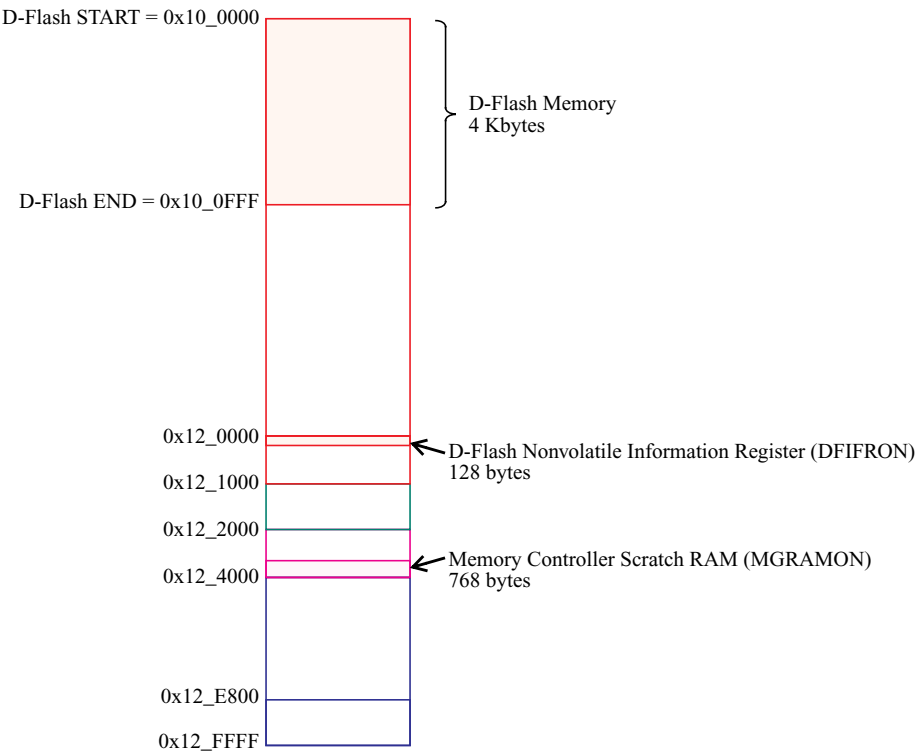 D-Flash START = 0x10_0000
D-Flash Memory
4 Kbytes
D-Flash END = 0x10_0FFF
0x12_0000
D-Flash Nonvolatile Information Register (DFIFRON)
128 bytes
0x12_1000
0x12_2000
Memory Controller Scratch RAM (MGRAMON)
768 bytes
0x12_4000
0x12_E800
0x12_FFFF